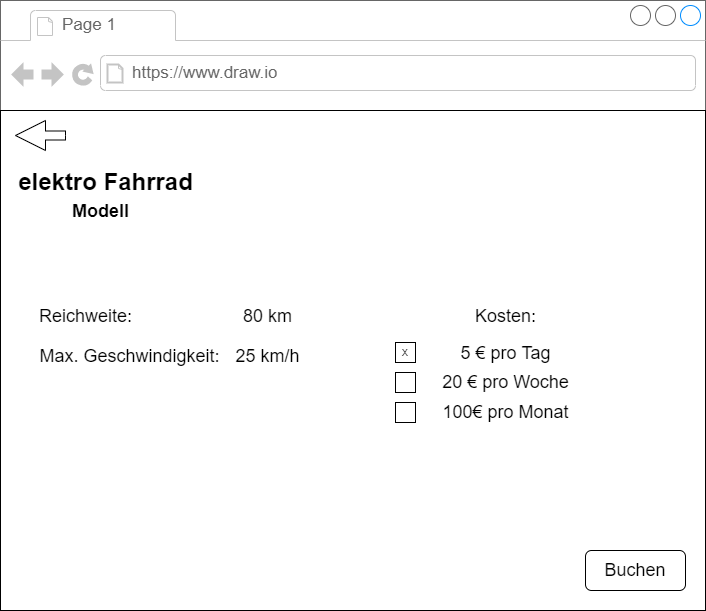 Page 1
https://www.draw.io
elektro Fahrrad
Modell
Reichweite: 80 km
Max. Geschwindigkeit: 25 km/h
Kosten:
x 5 € pro Tag
20 € pro Woche
100€ pro Monat
Buchen